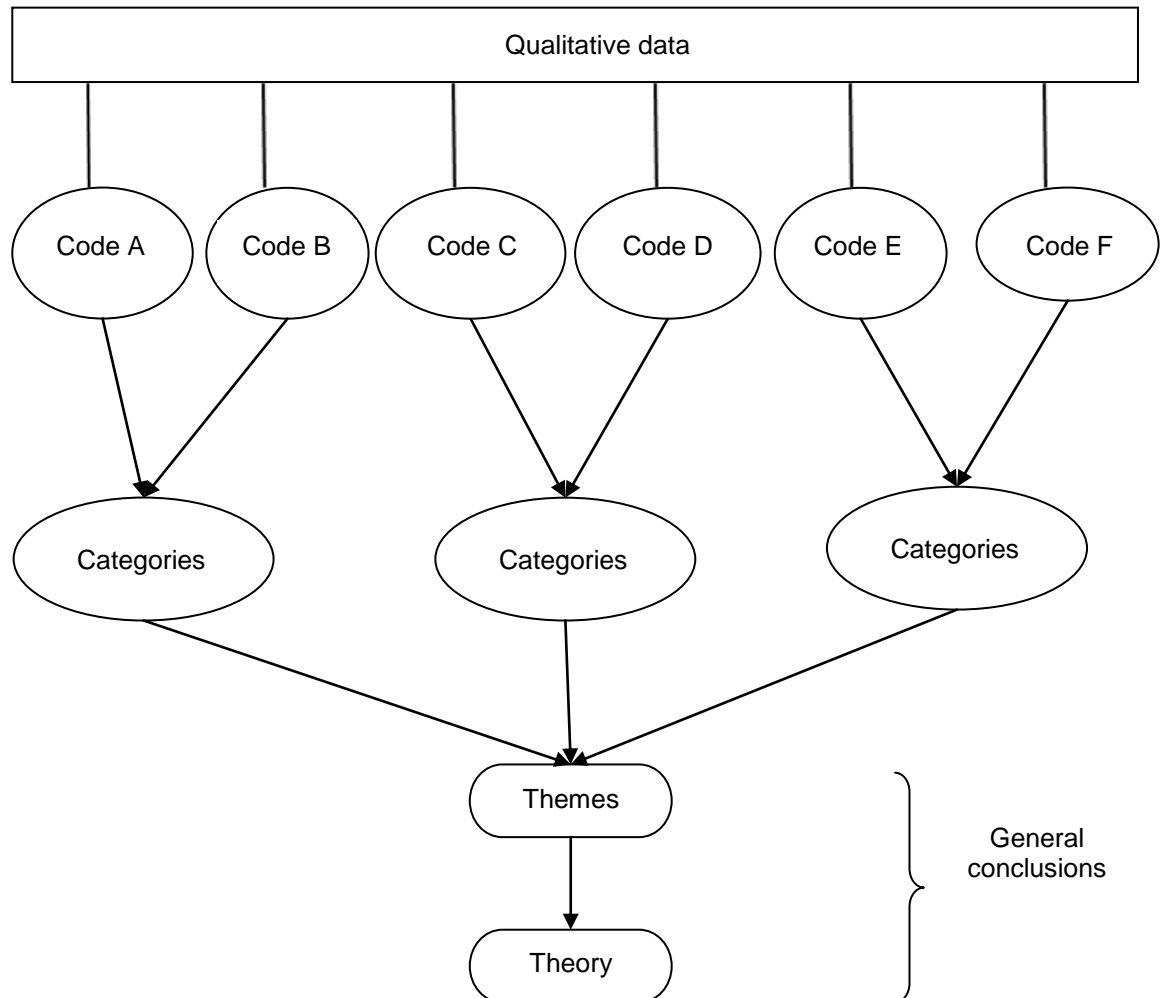 Qualitative data
Code A
Code B
Code C
Code D
Code E
Code F
Categories
Categories
Categories
Themes
General
conclusions
Theory